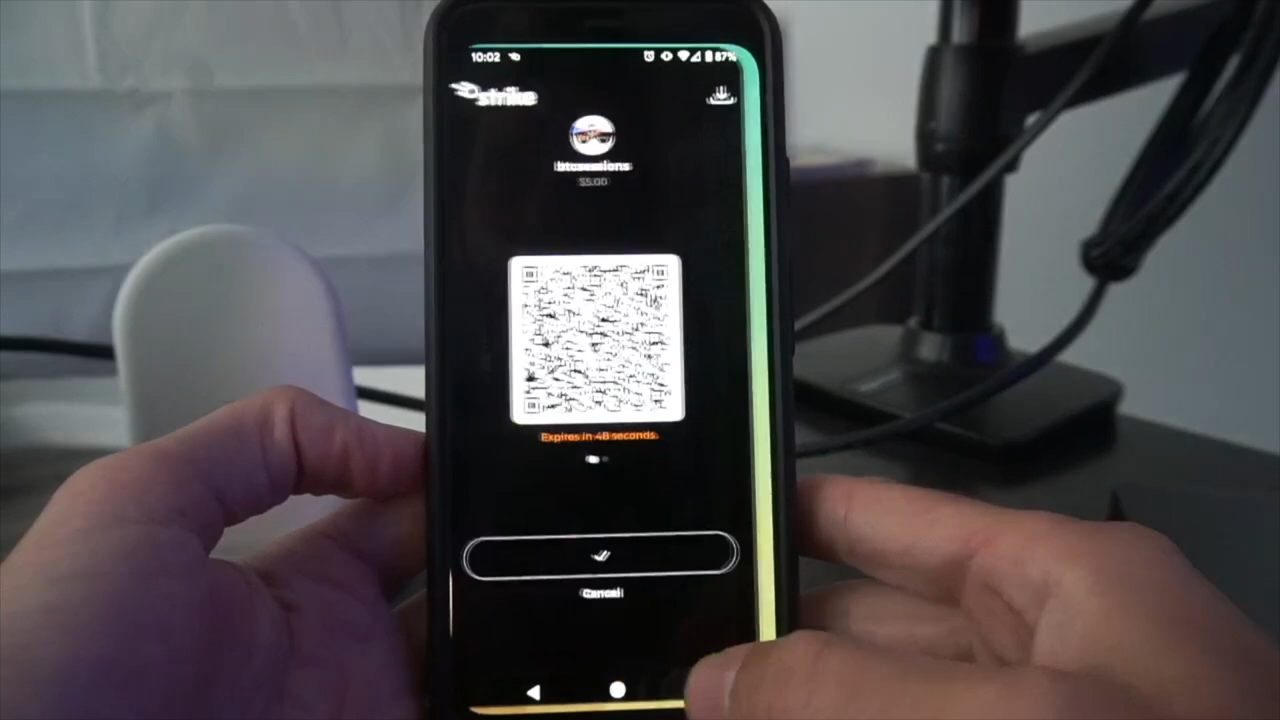 10:02
87%
strike
btcsessions
$5.00
Expires in 48 seconds.
Cancel